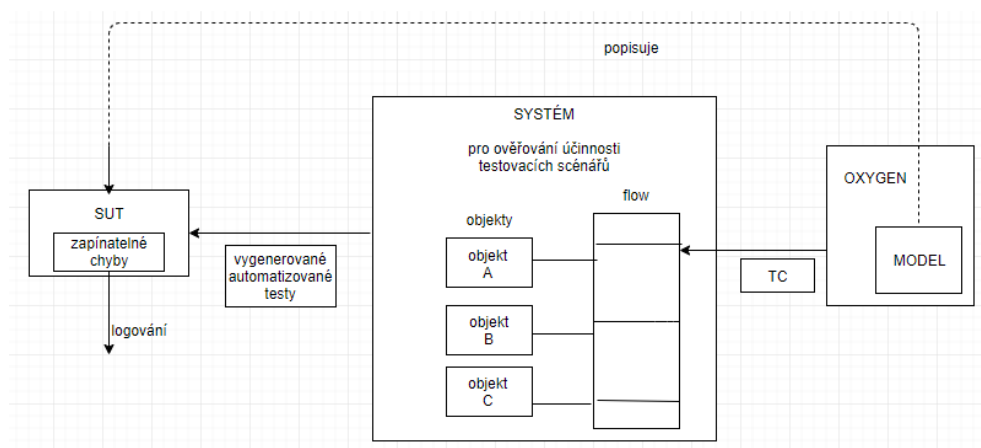 popisuje
SYSTÉM
pro ověřování účinnosti
testovacích scénářů
OXYGEN
MODEL
TC
flow
objekty
objekt
A
objekt
B
objekt
C
SUT
zapínatelné
chyby
vygenerované
automatizované
testy
logování